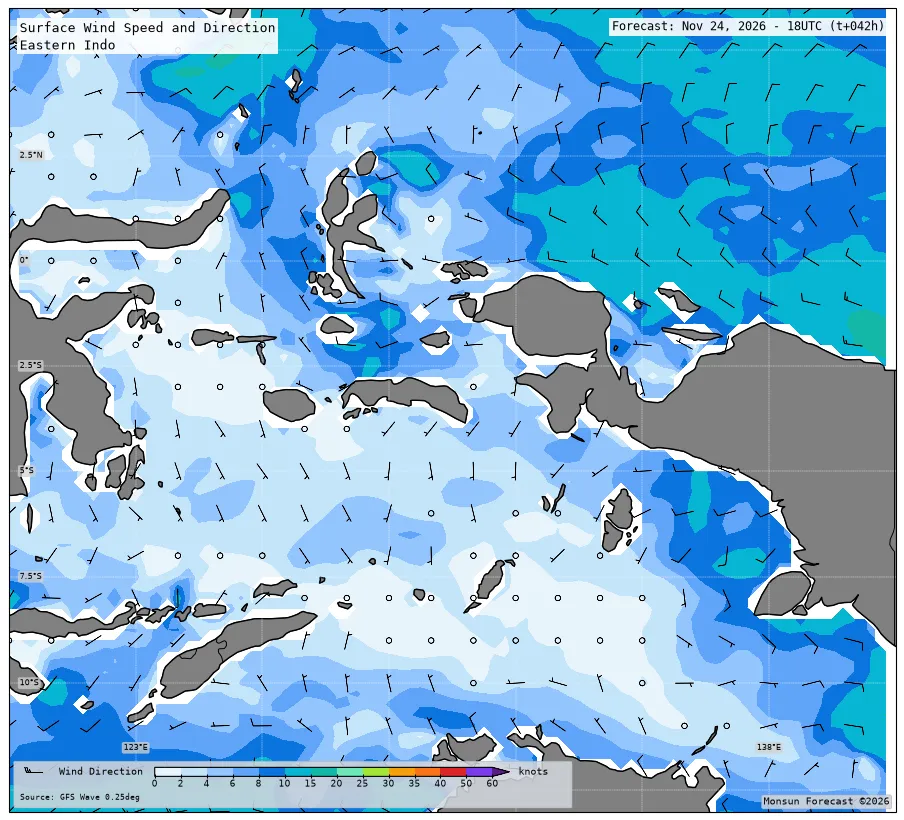 Surface Wind Speed and Direction
Eastern Indo
Forecast: Nov 24, 2026 - 18UTC (t+042h)
2.5°N
0°
2.5°S
5°S
7.5°S
10°S
123°E
138°E
Wind Direction
knots
0 2 4 6 8 10 15 20 25 30 35 40 50 60
Source: GFS Wave 0.25deg
Monsun Forecast ©2026